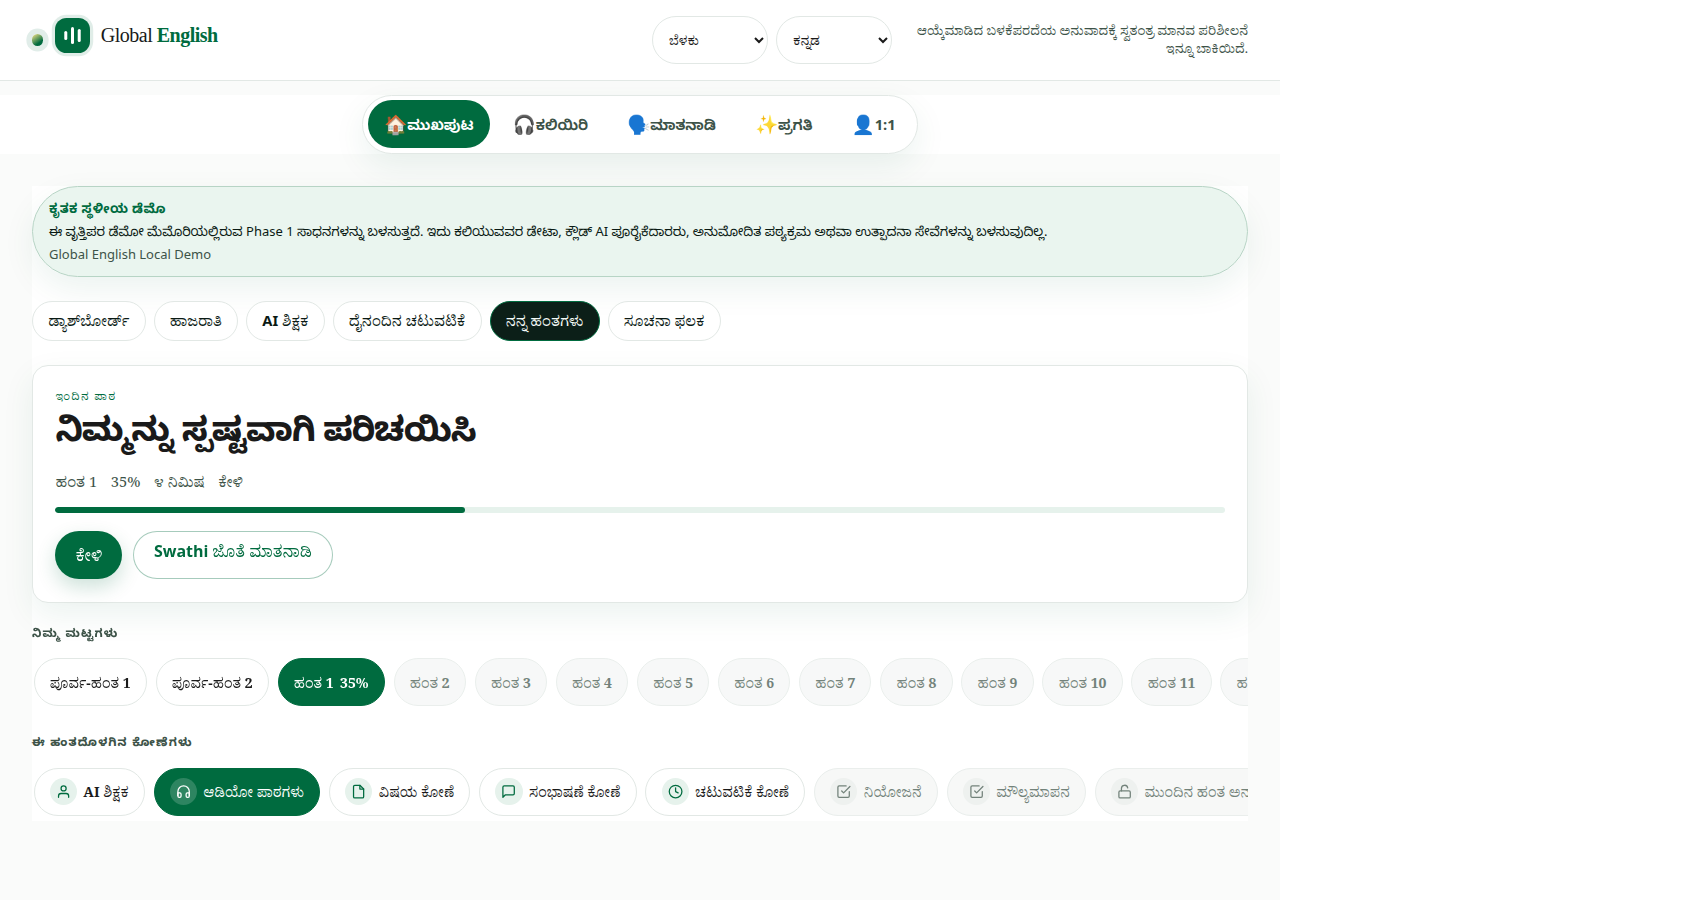 Global English
ಬೆಳಕು
ಕನ್ನಡ
ಆಯ್ಕೆಮಾಡಿದ ಬಳಕೆಪರದೆಯ ಅನುವಾದಕ್ಕೆ ಸ್ವತಂತ್ರ ಮಾನವ ಪರಿಶೀಲನೆ
ಇನ್ನೂ ಬಾಕಿಯಿದೆ.
🏠ಮುಖಪುಟ
🎧ಕಲಿಯಿರಿ
🗣️ಮಾತನಾಡಿ
✨ಪ್ರಗತಿ
👤1:1
ಕೃತಕ ಸ್ಥಳೀಯ ಡೆಮೊ
ಈ ವೃತ್ತಿಪರ ಡೆಮೋ ಮೆಮೊರಿಯಲ್ಲಿರುವ Phase 1 ಸಾಧನಗಳನ್ನು ಬಳಸುತ್ತದೆ. ಇದು ಕಲಿಯುವವರ ಡೇಟಾ, ಕ್ಲೌಡ್ AI ಪೂರೈಕೆದಾರರು, ಅನುಮೋದಿತ ಪಠ್ಯಕ್ರಮ ಅಥವಾ ಉತ್ಪಾದನಾ ಸೇವೆಗಳನ್ನು ಬಳಸುವುದಿಲ್ಲ.
Global English Local Demo
ಡ್ಯಾಶ್‌ಬೋರ್ಡ್
ಹಾಜರಾತಿ
AI ಶಿಕ್ಷಕ
ದೈನಂದಿನ ಚಟುವಟಿಕೆ
ನನ್ನ ಹಂತಗಳು
ಸೂಚನಾ ಫಲಕ
ಇಂದಿನ ಪಾಠ
ನಿಮ್ಮನ್ನು ಸ್ಪಷ್ಟವಾಗಿ ಪರಿಚಯಿಸಿ
ಹಂತ 1 35% ೪ ನಿಮಿಷ ಕೇಳಿ
ಕೇಳಿ
Swathi ಜೊತೆ ಮಾತನಾಡಿ
ನಿಮ್ಮ ಮಟ್ಟಗಳು
ಪೂರ್ವ-ಹಂತ 1
ಪೂರ್ವ-ಹಂತ 2
ಹಂತ 1 35%
ಹಂತ 2
ಹಂತ 3
ಹಂತ 4
ಹಂತ 5
ಹಂತ 6
ಹಂತ 7
ಹಂತ 8
ಹಂತ 9
ಹಂತ 10
ಹಂತ 11
ಈ ಹಂತದೊಳಗಿನ ಕೋಣೆಗಳು
AI ಶಿಕ್ಷಕ
ಆಡಿಯೋ ಪಾಠಗಳು
ವಿಷಯ ಕೋಣೆ
ಸಂಭಾಷಣೆ ಕೋಣೆ
ಚಟುವಟಿಕೆ ಕೋಣೆ
ನಿಯೋಜನೆ
ಮೌಲ್ಯಮಾಪನ
ಮುಂದಿನ ಹಂತ